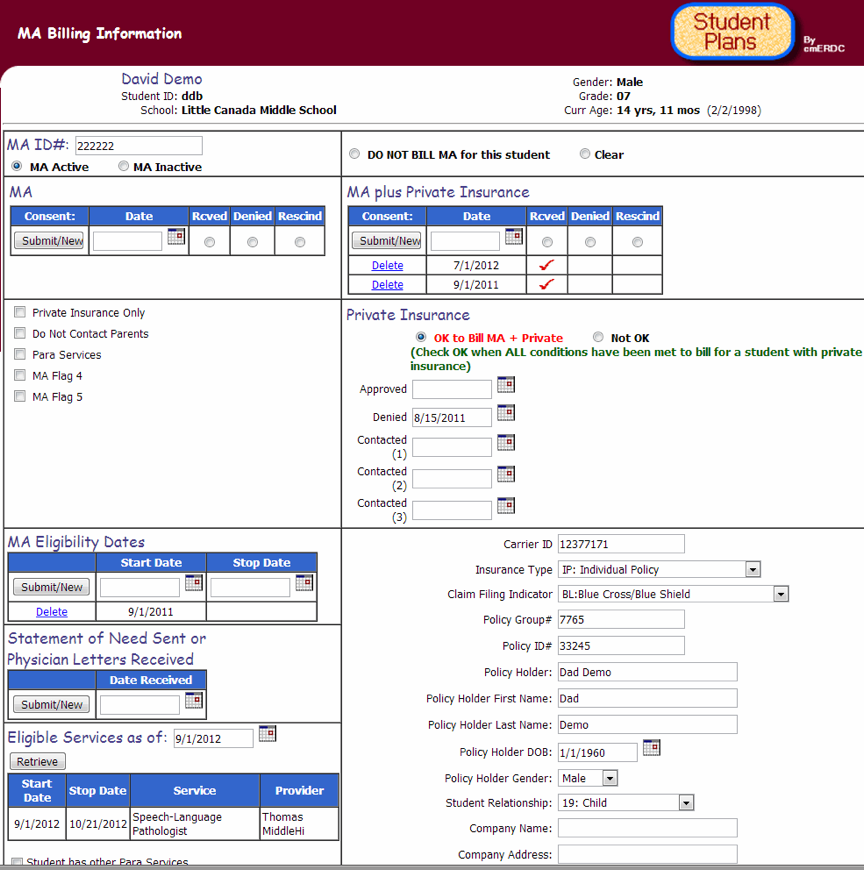 MA Billing Information
Student
Plans
By
cmERDC
David Demo
Student ID: ddb
School: Little Canada Middle School
Gender: Male
Grade: 07
Curr Age: 14 yrs, 11 mos (2/2/1998)
MA ID#: 222222
MA Active MA Inactive
DO NOT BILL MA for this student Clear
MA
Consent: Date Rcved Denied Rescind
Submit/New
MA plus Private Insurance
Consent: Date Rcved Denied Rescind
Submit/New
Delete 7/1/2012
Delete 9/1/2011
Private Insurance Only
Do Not Contact Parents
Para Services
MA Flag 4
MA Flag 5
Private Insurance
OK to Bill MA + Private Not OK
(Check OK when ALL conditions have been met to bill for a student with private
insurance)
Approved
Denied 8/15/2011
Contacted
(1)
Contacted
(2)
Contacted
(3)
MA Eligibility Dates
Start Date Stop Date
Submit/New
Delete 9/1/2011
Statement of Need Sent or
Physician Letters Received
Date Received
Submit/New
Eligible Services as of: 9/1/2012
Retrieve
Start
Date Stop Date Service Provider
9/1/2012 10/21/2012 Speech-Language
Pathologist Thomas
MiddleHi
Student has other Para Services
Carrier ID 12377171
Insurance Type IP: Individual Policy
Claim Filing Indicator BL:Blue Cross/Blue Shield
Policy Group# 7765
Policy ID# 33245
Policy Holder: Dad Demo
Policy Holder First Name: Dad
Policy Holder Last Name: Demo
Policy Holder DOB: 1/1/1960
Policy Holder Gender: Male
Student Relationship: 19: Child
Company Name:
Company Address: